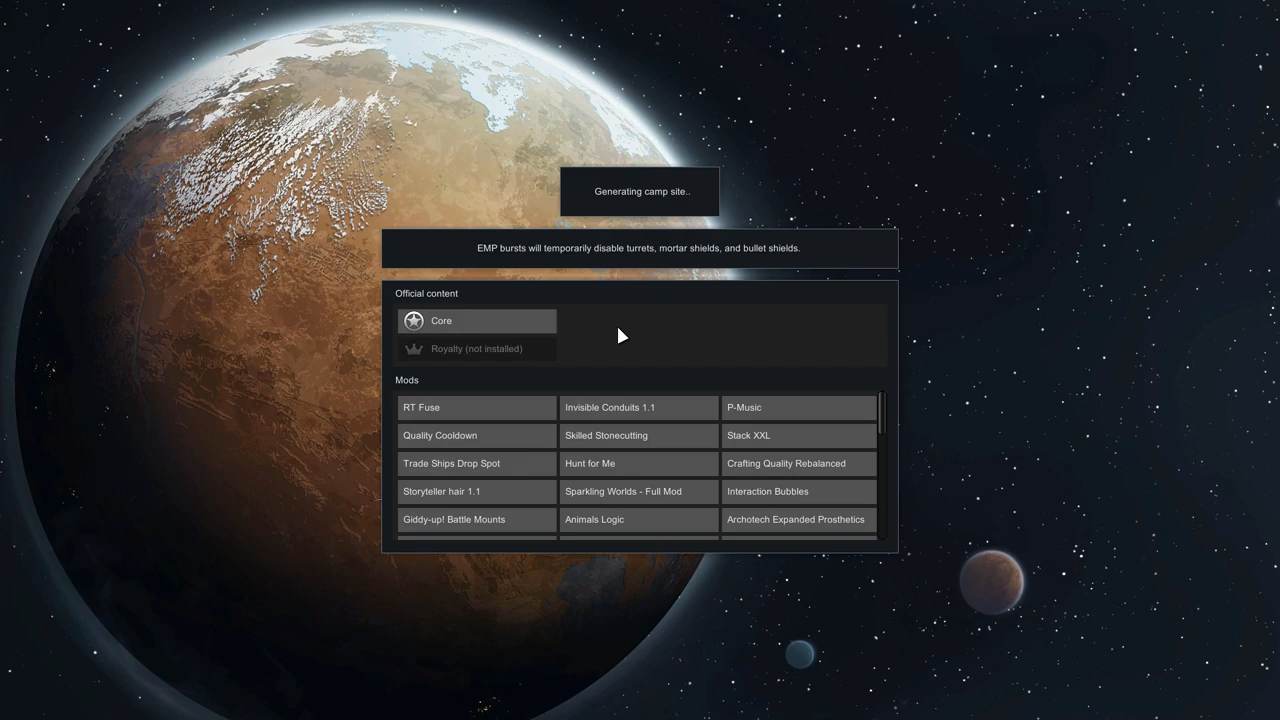 Generating camp site..
EMP bursts will temporarily disable turrets, mortar shields, and bullet shields.
Official content
Core
Royalty (not installed)
Mods
RT Fuse
Invisible Conduits 1.1
P-Music
Quality Cooldown
Skilled Stonecutting
Stack XXL
Trade Ships Drop Spot
Hunt for Me
Crafting Quality Rebalanced
Storyteller hair 1.1
Sparkling Worlds - Full Mod
Interaction Bubbles
Giddy-up! Battle Mounts
Animals Logic
Archotech Expanded Prosthetics